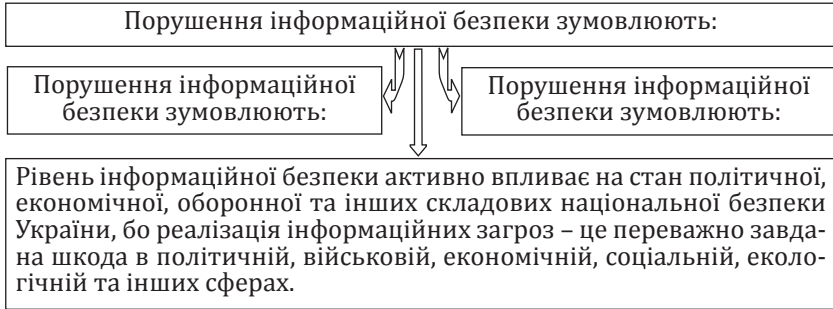 Порушення інформаційної безпеки зумовлюють:
Порушення інформаційної
безпеки зумовлюють:
Порушення інформаційної
безпеки зумовлюють:
Рівень інформаційної безпеки активно впливає на стан політичної,
економічної, оборонної та інших складових національної безпеки
України, бо реалізація інформаційних загроз – це переважно завда-
на шкода в політичній, військовій, економічній, соціальній, еколо-
гічній та інших сферах.